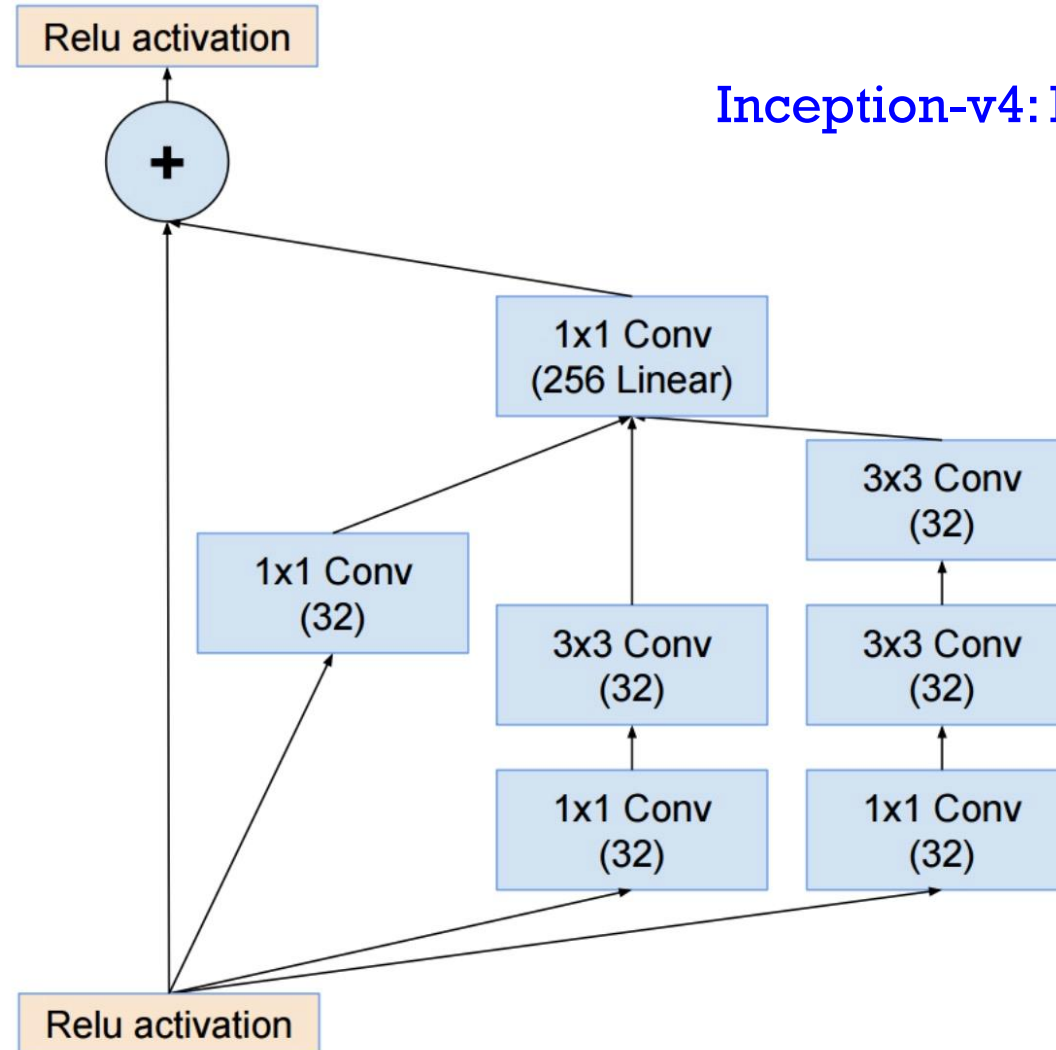 Relu activation
Inception-v4:
+
1x1 Conv
(256 Linear)
3x3 Conv
(32)
1x1 Conv
(32)
3x3 Conv
(32)
3x3 Conv
(32)
1x1 Conv
(32)
1x1 Conv
(32)
Relu activation